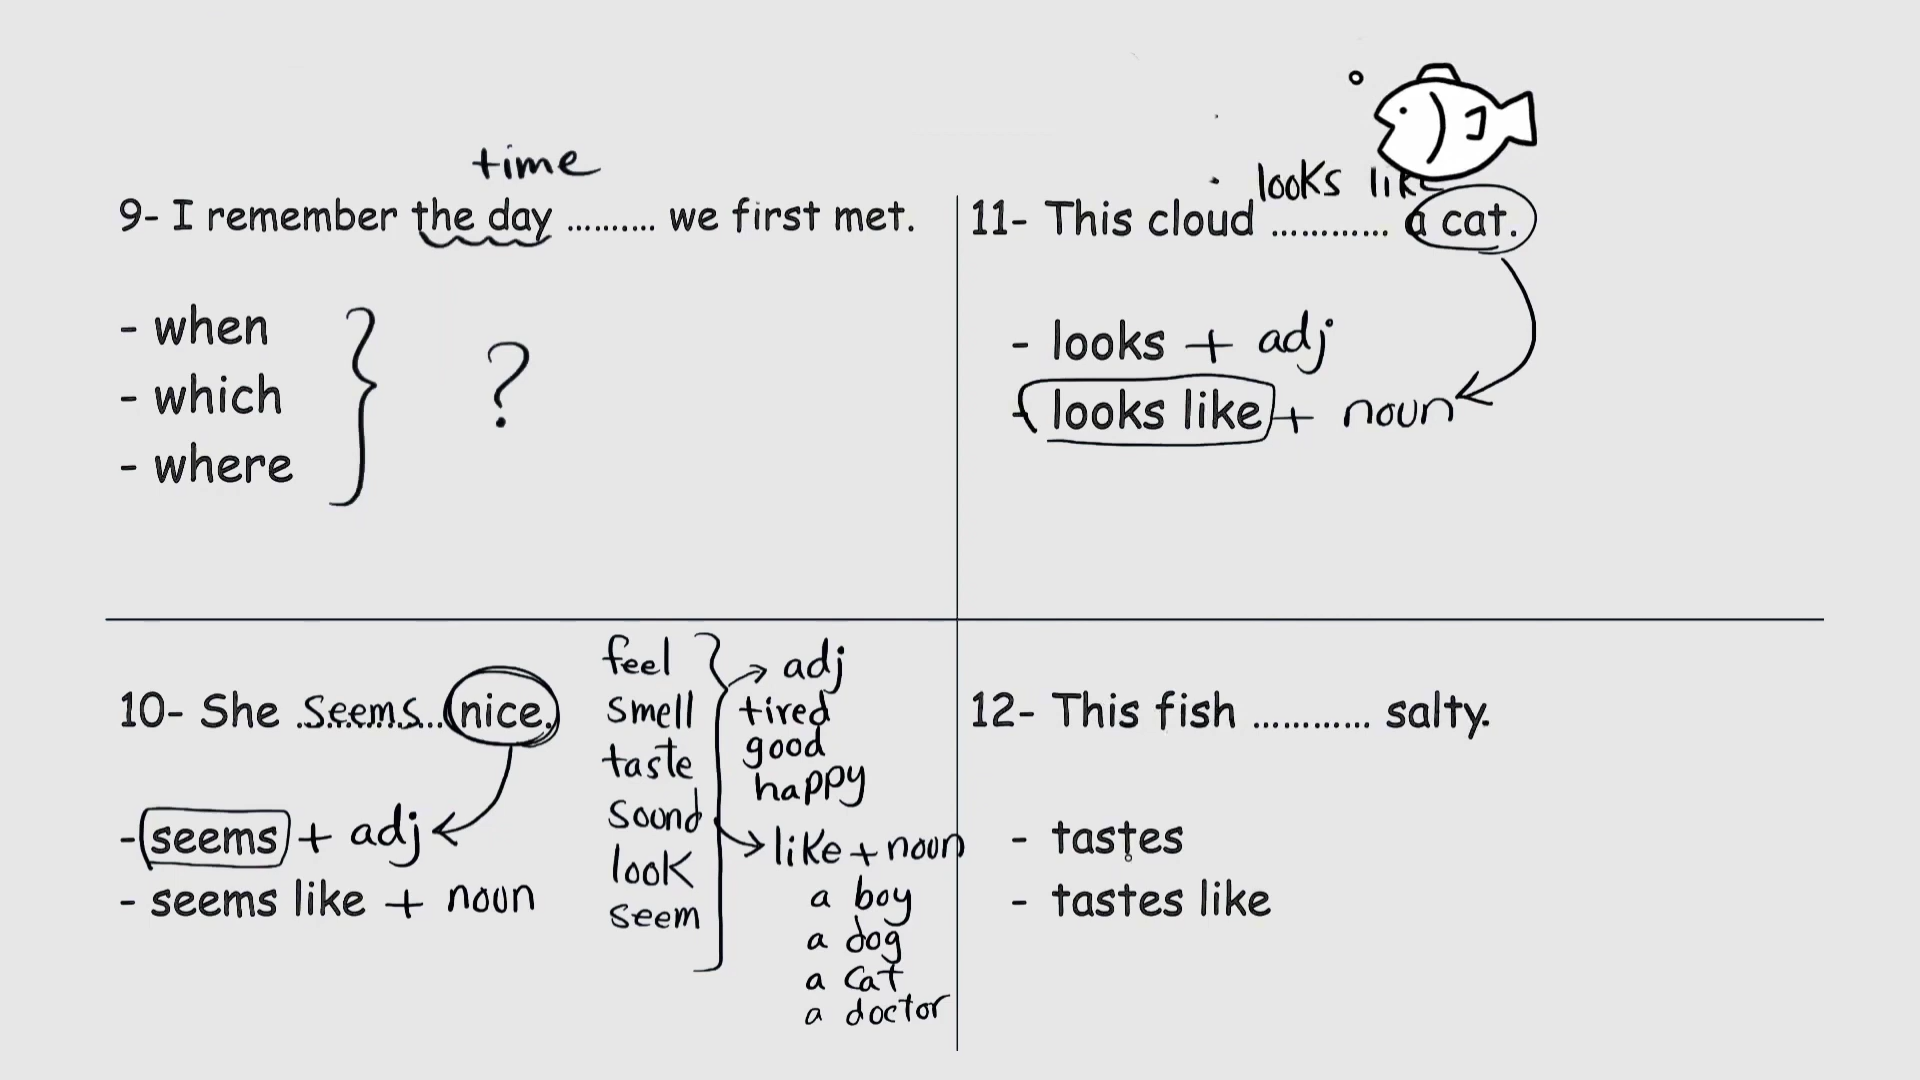 time
9- I remember the day .......... we first met.
- when
- which
- where
?
looks like
11- This cloud ............ a cat.
- looks + adj
- looks like + noun
10- She seems nice.
- seems + adj
- seems like + noun
feel
smell
taste
sound
look
seem
adj
tired
good
happy
like + noun
a boy
a dog
a cat
a doctor
12- This fish ............ salty.
- tastes
- tastes like